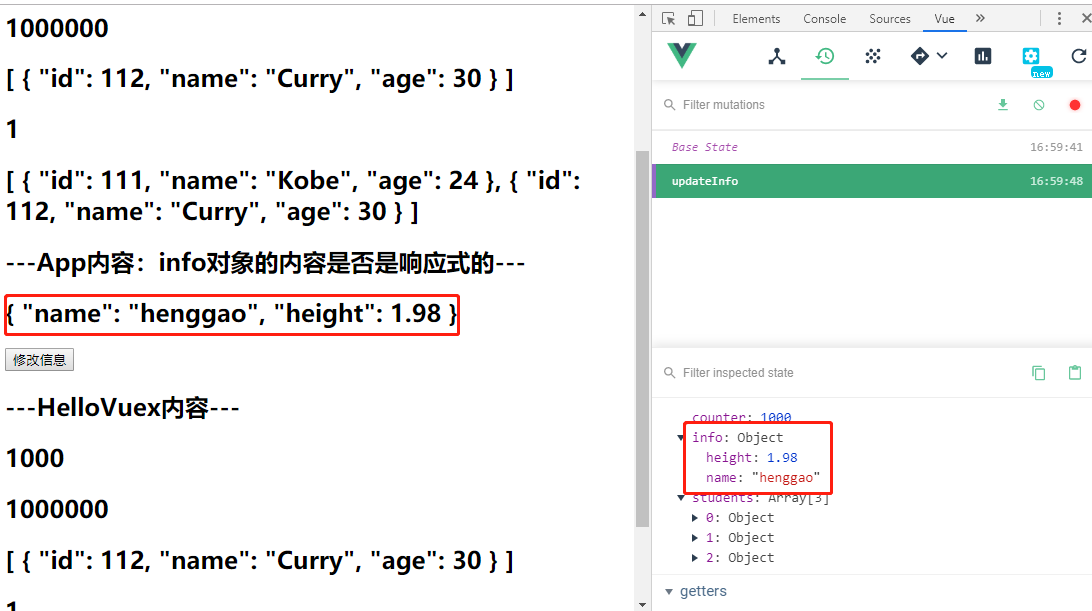 1000000
[ { "id": 112, "name": "Curry", "age": 30 } ]
1
[ { "id": 111, "name": "Kobe", "age": 24 }, { "id":
112, "name": "Curry", "age": 30 } ]
---App内容：info对象的内容是否是响应式的---
{ "name": "henggao", "height": 1.98 }
修改信息
---HelloVuex内容---
1000
1000000
[ { "id": 112, "name": "Curry", "age": 30 } ]
1
Elements Console Sources Vue »
new
Filter mutations
Base State 16:59:41
updateInfo 16:59:48
Filter inspected state
counter: 1000
info: Object
height: 1.98
name: "henggao"
students: Array[3]
0: Object
1: Object
2: Object
getters